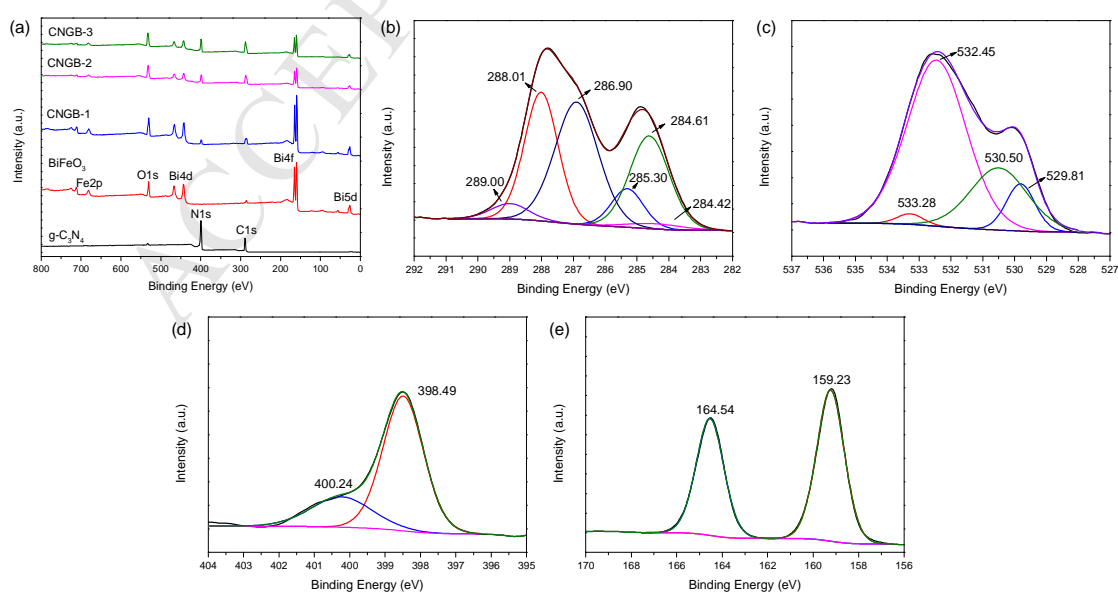 ACCEP
(a)
CNGB-3
CNGB-2
CNGB-1
BiFeO3
Fe2p
O1s
Bi4d
Bi4f
Bi5d
N1s
C1s
g-C3N4
Intensity (a.u.)
800 700 600 500 400 300 200 100 0
Binding Energy (eV)
(b)
288.01
286.90
284.61
285.30
289.00
284.42
Intensity (a.u.)
292 291 290 289 288 287 286 285 284 283 282
Binding Energy (eV)
(c)
532.45
530.50
529.81
533.28
Intensity (a.u.)
537 536 535 534 533 532 531 530 529 528 527
Binding Energy (eV)
(d)
398.49
400.24
Intensity (a.u.)
404 403 402 401 400 399 398 397 396 395
Binding Energy (eV)
(e)
159.23
164.54
Intensity (a.u.)
170 168 166 164 162 160 158 156
Binding Energy (eV)